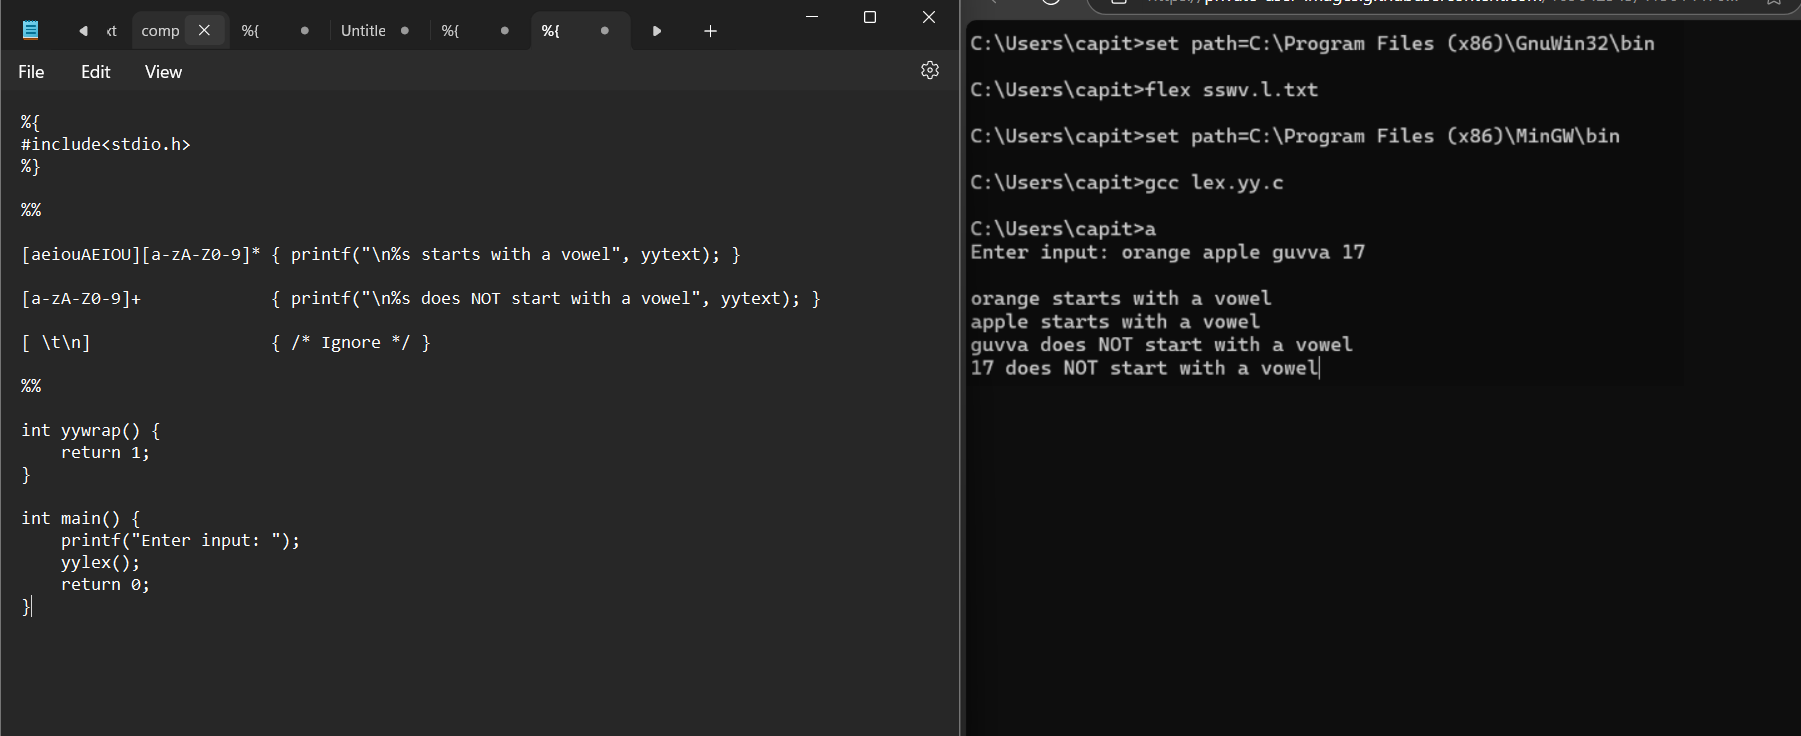 xt comp %{ Untitle %{ %{
File Edit View
%{
#include<stdio.h>
%}
%%
[aeiouAEIOU][a-zA-Z0-9]* { printf("\n%s starts with a vowel", yytext); }
[a-zA-Z0-9]+ { printf("\n%s does NOT start with a vowel", yytext); }
[ \t\n] { /* Ignore */ }
%%
int yywrap() {
return 1;
}
int main() {
printf("Enter input: ");
yylex();
return 0;
}
C:\Users\capit>set path=C:\Program Files (x86)\GnuWin32\bin
C:\Users\capit>flex sswv.l.txt
C:\Users\capit>set path=C:\Program Files (x86)\MinGW\bin
C:\Users\capit>gcc lex.yy.c
C:\Users\capit>a
Enter input: orange apple guvva 17
orange starts with a vowel
apple starts with a vowel
guvva does NOT start with a vowel
17 does NOT start with a vowel